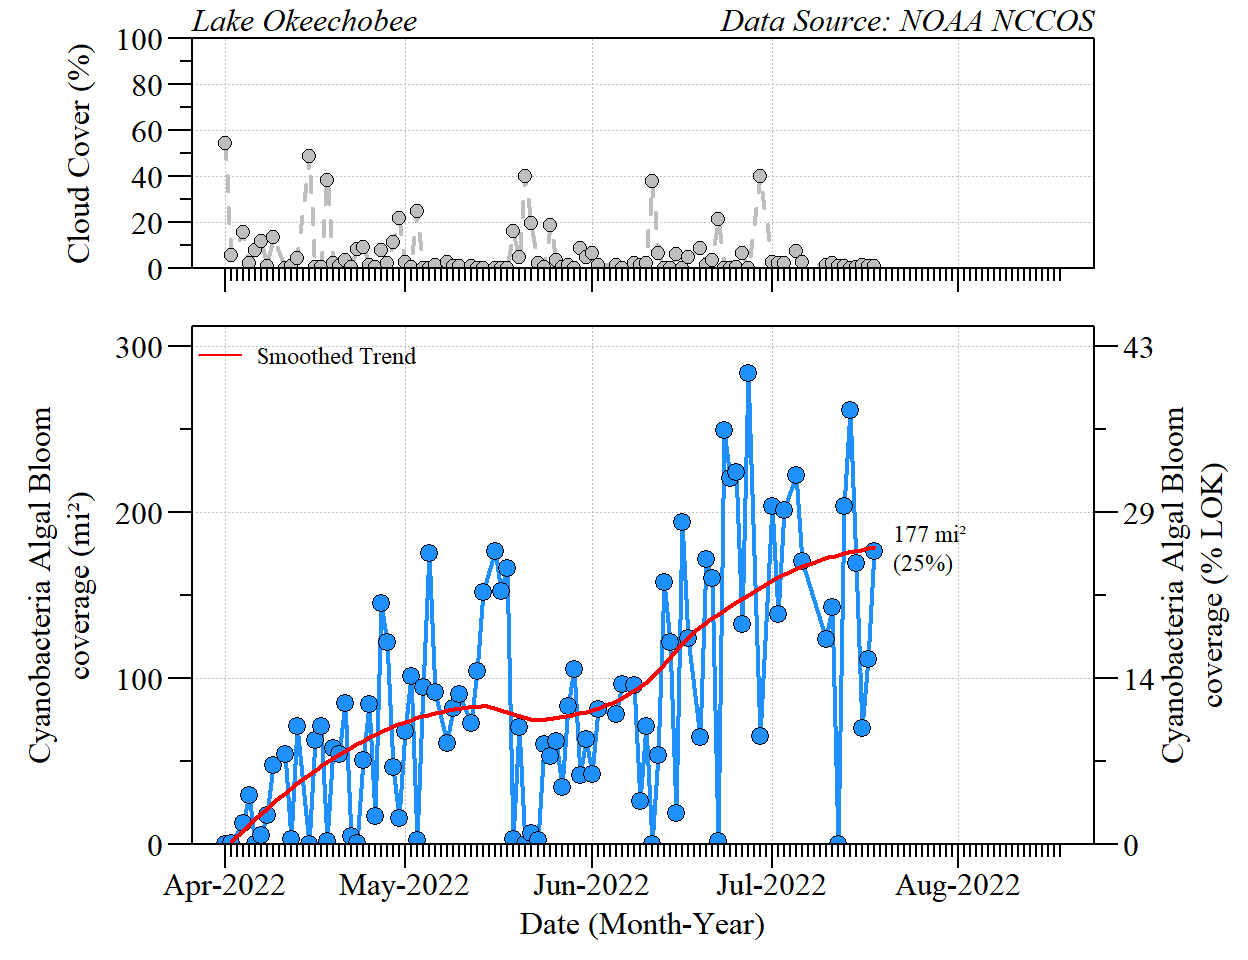 Lake Okeechobee
Data Source: NOAA NCCOS
Cloud Cover (%)
100
80
60
40
20
0
Smoothed Trend
Cyanobacteria Algal Bloom
coverage (mi²)
300
200
100
0
43
29
14
0
Cyanobacteria Algal Bloom
coverage (% LOK)
177 mi²
(25%)
Apr-2022
May-2022
Jun-2022
Jul-2022
Aug-2022
Date (Month-Year)